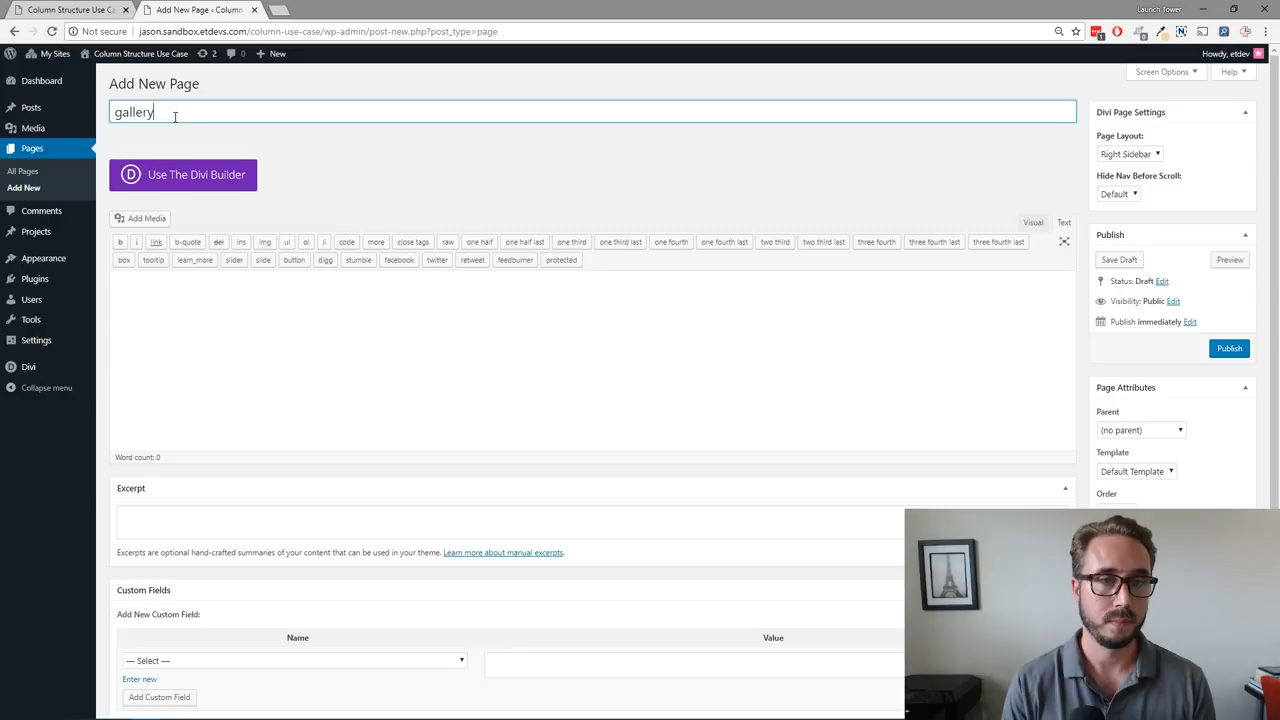 Column Structure Use Ca
Add New Page ‹ Column
Launch Tower
Not secure
jason.sandbox.etdevs.com/column-use-case/wp-admin/post-new.php?post_type=page
My Sites
Column Structure Use Case
2
0
New
Howdy, etdev
Dashboard
Posts
Media
Pages
All Pages
Add New
Comments
Projects
Appearance
Plugins
Users
Tools
Settings
Divi
Collapse menu
Add New Page
Screen Options
Help
gallery
D Use The Divi Builder
Add Media
Visual
Text
b i link b-quote del ins img ul ol li code more close tags raw one half one half last one third one third last one fourth one fourth last two third two third last three fourth three fourth last three fourth last
box tooltip learn_more slider slide button digg stumble facebook twitter retweet feedburner protected
Word count: 0
Excerpt
Excerpts are optional hand-crafted summaries of your content that can be used in your theme. Learn more about manual excerpts.
Custom Fields
Add New Custom Field:
Name
Value
— Select —
Enter new
Add Custom Field
Divi Page Settings
Page Layout:
Right Sidebar
Hide Nav Before Scroll:
Default
Publish
Save Draft
Preview
Status: Draft Edit
Visibility: Public Edit
Publish immediately Edit
Publish
Page Attributes
Parent
(no parent)
Template
Default Template
Order